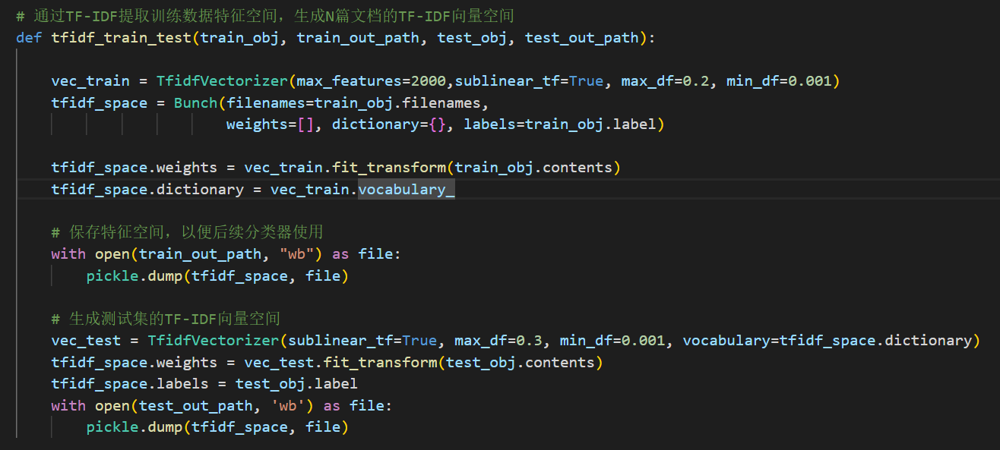 # 通过TF-IDF提取训练数据特征空间，生成N篇文档的TF-IDF向量空间
def tfidf_train_test(train_obj, train_out_path, test_obj, test_out_path):
vec_train = TfidfVectorizer(max_features=2000,sublinear_tf=True, max_df=0.2, min_df=0.001)
tfidf_space = Bunch(filenames=train_obj.filenames,
weights=[], dictionary={}, labels=train_obj.label)
tfidf_space.weights = vec_train.fit_transform(train_obj.contents)
tfidf_space.dictionary = vec_train.vocabulary_
# 保存特征空间，以便后续分类器使用
with open(train_out_path, "wb") as file:
pickle.dump(tfidf_space, file)
# 生成测试集的TF-IDF向量空间
vec_test = TfidfVectorizer(sublinear_tf=True, max_df=0.3, min_df=0.001, vocabulary=tfidf_space.dictionary)
tfidf_space.weights = vec_test.fit_transform(test_obj.contents)
tfidf_space.labels = test_obj.label
with open(test_out_path, 'wb') as file:
pickle.dump(tfidf_space, file)